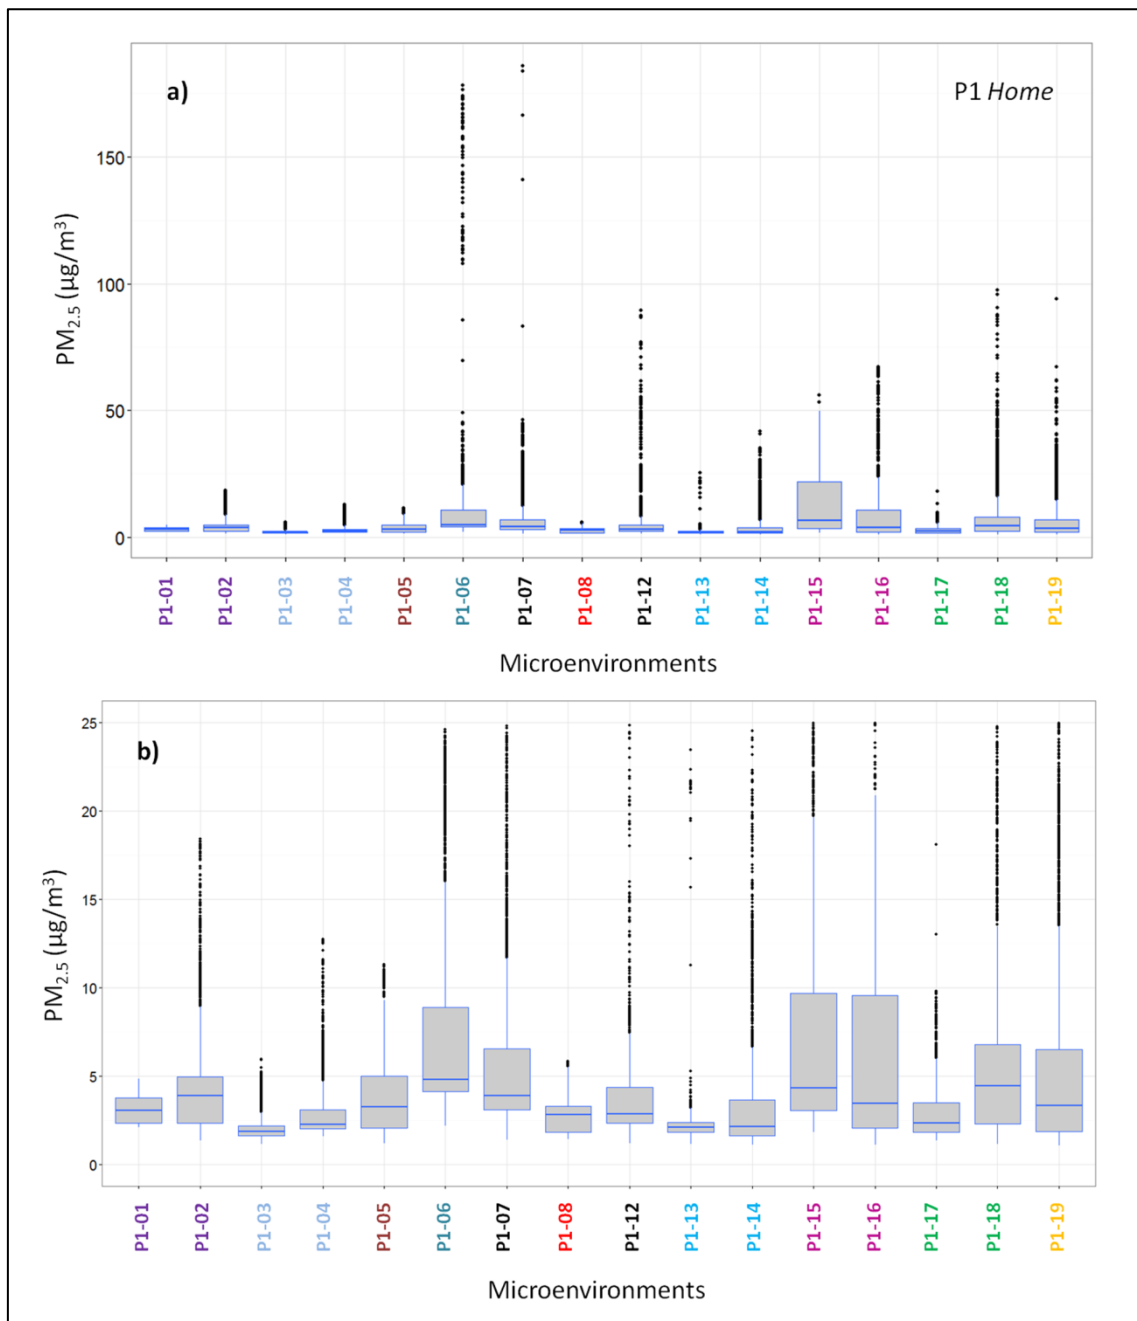 a)
P1 Home
PM2.5 (µg/m³)
150
100
50
0
P1-01 P1-02 P1-03 P1-04 P1-05 P1-06 P1-07 P1-08 P1-12 P1-13 P1-14 P1-15 P1-16 P1-17 P1-18 P1-19
Microenvironments
b)
PM2.5 (µg/m³)
25
20
15
10
5
0
P1-01 P1-02 P1-03 P1-04 P1-05 P1-06 P1-07 P1-08 P1-12 P1-13 P1-14 P1-15 P1-16 P1-17 P1-18 P1-19
Microenvironments